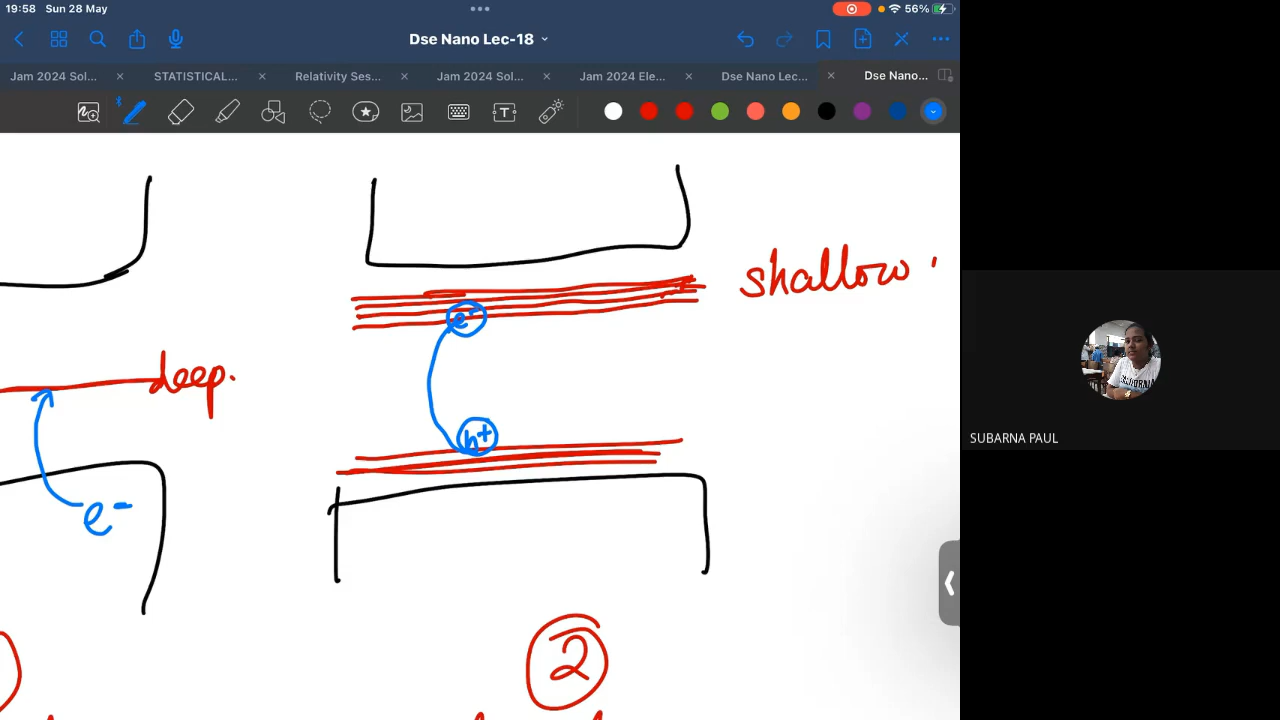 19:58 Sun 28 May
56%
Dse Nano Lec-18
Jam 2024 Sol...
STATISTICAL...
Relativity Ses...
Jam 2024 Sol...
Jam 2024 Ele...
Dse Nano Lec...
Dse Nano...
T
shallow
e-
deep.
h+
e-
2
SUBARNA PAUL